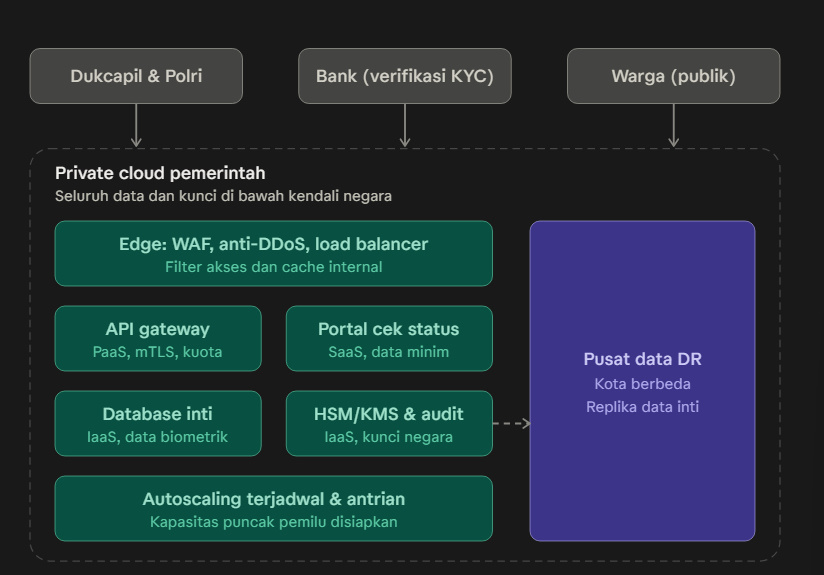 Dukcapil & Polri
Bank (verifikasi KYC)
Warga (publik)
Private cloud pemerintah
Seluruh data dan kunci di bawah kendali negara
Edge: WAF, anti-DDoS, load balancer
Filter akses dan cache internal
API gateway
PaaS, mTLS, kuota
Portal cek status
SaaS, data minim
Database inti
IaaS, data biometrik
HSM/KMS & audit
IaaS, kunci negara
Autoscaling terjadwal & antrian
Kapasitas puncak pemilu disiapkan
Pusat data DR
Kota berbeda
Replika data inti